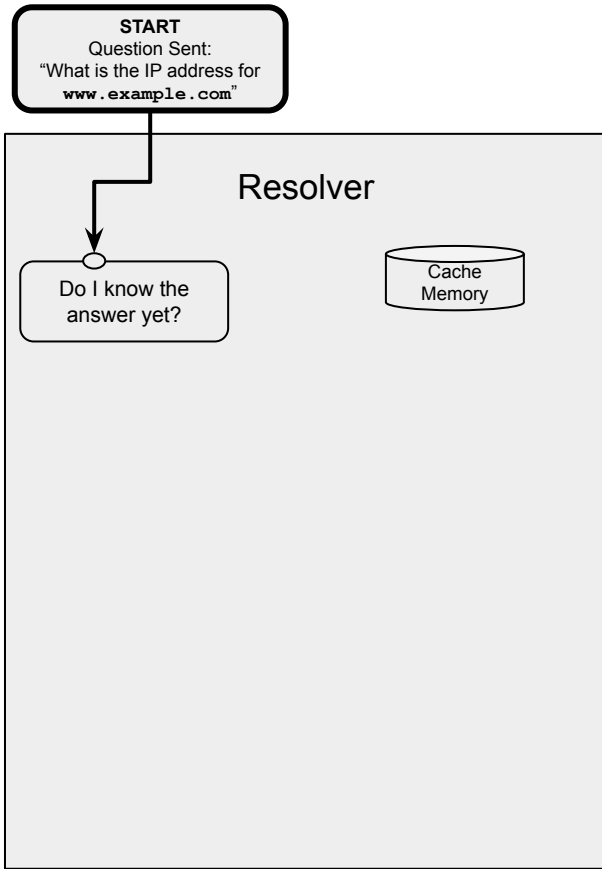 START
Question Sent:
“What is the IP address for
www.example.com”
Resolver
Do I know the
answer yet?
Cache
Memory